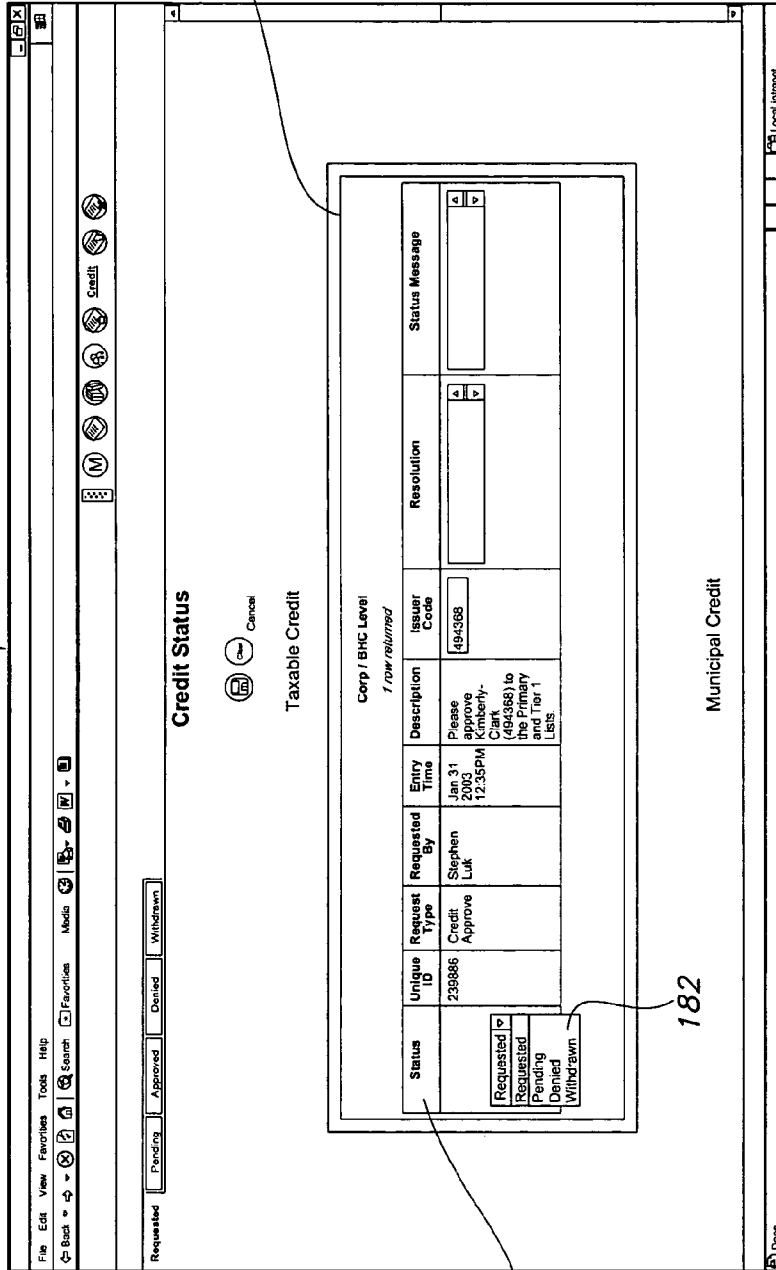 File Edit View Favorites Tools Help
Back Search Favorites Media
M Credit
Requested Pending Approved Denied Withdrawn
Credit Status
Clear Cancel
Taxable Credit
Corp / BHC Level
1 row returned
Status Unique ID Request Type Requested By Entry Time Description Issuer Code Resolution Status Message
Requested
Requested
Pending
Denied
Withdrawn
239886
Credit
Approve
Stephen
Luk
Jan 31
2003
12:35PM
Please
approve
Kimberly-
Clark
(494368) to
the Primary
and Tier 1
Lists.
494368
182
Municipal Credit
Done
Local intranet